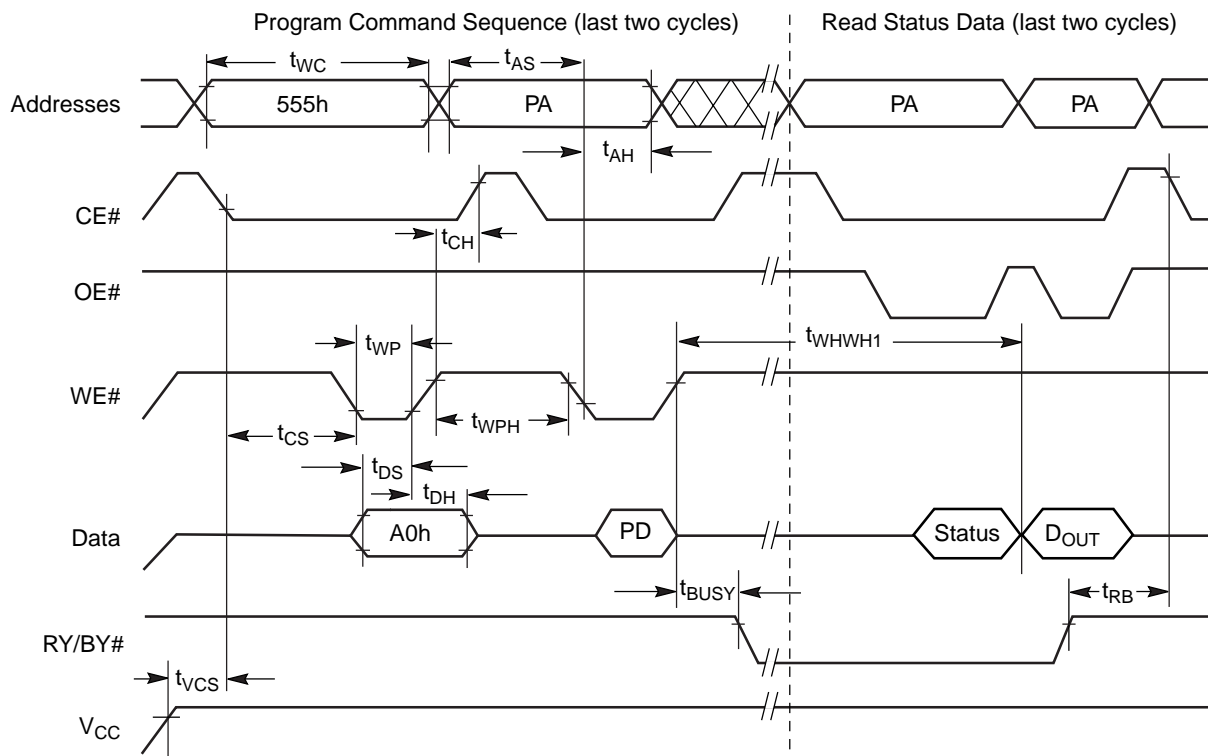 Program Command Sequence (last two cycles)
Read Status Data (last two cycles)
tWC
tAS
Addresses
555h
PA
PA
PA
tAH
CE#
tCH
OE#
tWP
tWHWH1
WE#
tWPH
tCS
tDS
tDH
Data
A0h
PD
Status
DOUT
tBUSY
tRB
RY/BY#
tVCS
VCC